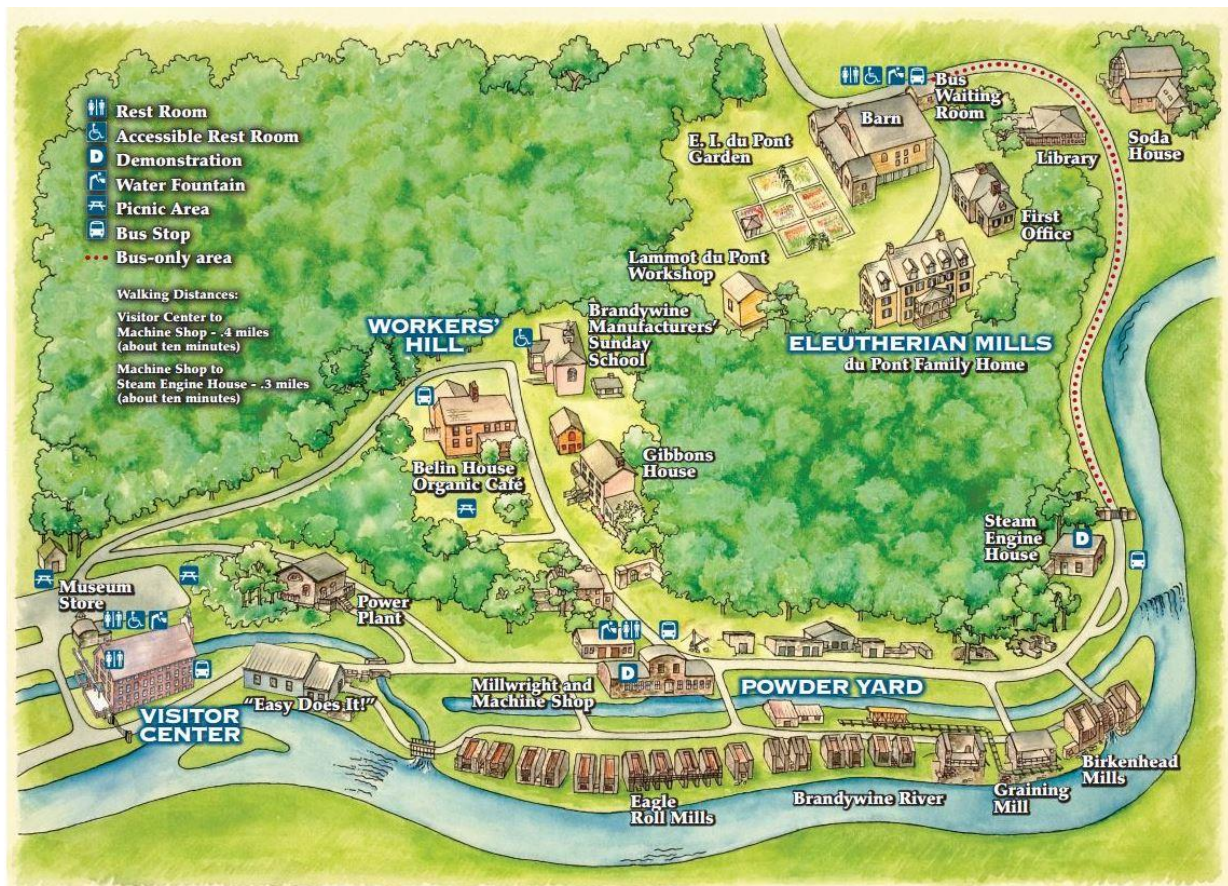 Rest Room
Accessible Rest Room
D Demonstration
Water Fountain
Picnic Area
Bus Stop
Bus-only area
Walking Distances:
Visitor Center to
Machine Shop - .4 miles
(about ten minutes)
Machine Shop to
Steam Engine House - .3 miles
(about ten minutes)
Bus
Waiting
Room
Barn
Library
Soda
House
E. I. du Pont
Garden
First
Office
Lammot du Pont
Workshop
ELEUTHERIAN MILLS
du Pont Family Home
WORKERS'
HILL
Brandywine
Manufacturers'
Sunday
School
Belin House
Organic Café
Gibbons
House
Steam
Engine
House
D
Museum
Store
Power
Plant
VISITOR
CENTER
"Easy Does It!"
D
Millwright and
Machine Shop
POWDER YARD
Eagle
Roll Mills
Brandywine River
Graining
Mill
Birkenhead
Mills